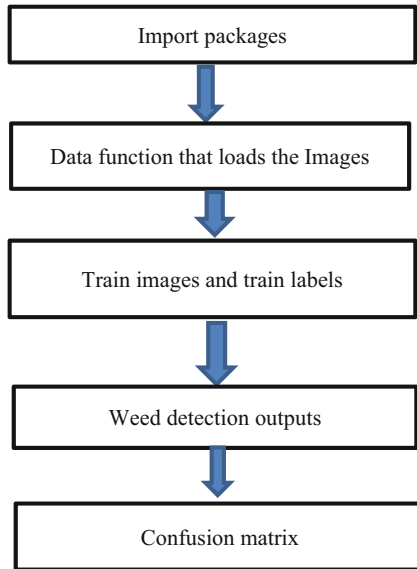 Import packages
Data function that loads the Images
Train images and train labels
Weed detection outputs
Confusion matrix